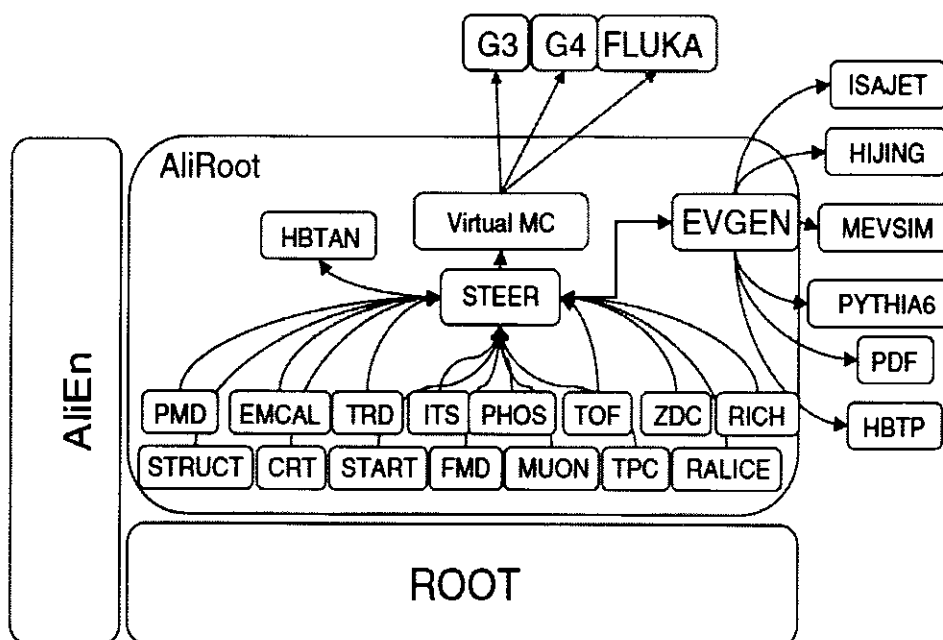 G3 G4 FLUKA
ISAJET
AliRoot
HIJING
Virtual MC
EVGEN
MEVSIM
HBTAN
STEER
PYTHIA6
PDF
AliEn
PMD EMCAL TRD ITS PHOS TOF ZDC RICH
HBTP
STRUCT CRT START FMD MUON TPC RALICE
ROOT